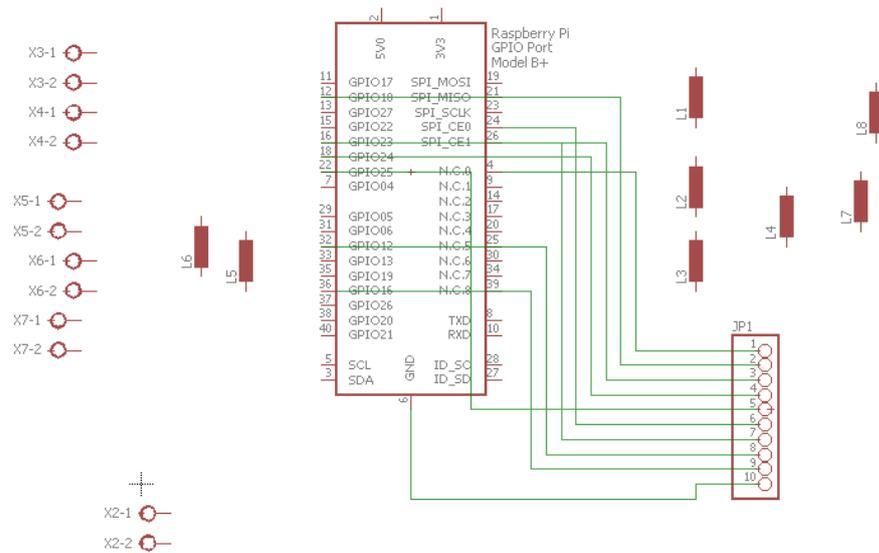 2
1
5V0
3V3
Raspberry Pi
GPIO Port
Model B+
X3-1
X3-2
X4-1
X4-2
X5-1
X5-2
X6-1
X6-2
X7-1
X7-2
X2-1
X2-2
L6
L5
11 GPIO17 SPI_MOSI 19
12 GPIO18 SPI_MISO 21
13 GPIO27 SPI_SCLK 23
15 GPIO22 SPI_CE0 24
16 GPIO23 SPI_CE1 26
18 GPIO24
22 GPIO25 N.C.0 4
7 GPIO04 N.C.1 9
N.C.2 14
29 GPIO05 N.C.3 17
31 GPIO06 N.C.4 20
32 GPIO12 N.C.5 25
33 GPIO13 N.C.6 30
35 GPIO19 N.C.7 34
36 GPIO16 N.C.8 39
37 GPIO26
38 GPIO20 TXD 8
40 GPIO21 RXD 10
5 SCL ID_SC 28
3 SDA ID_SD 27
GND
6
L1
L2
L3
L4
L7
L8
JP1
1
2
3
4
5
6
7
8
9
10